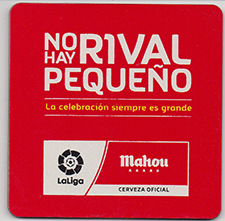 NO HAY RIVAL
PEQUEÑO
La celebración siempre es grande
LaLiga
Mahou
CERVEZA OFICIAL